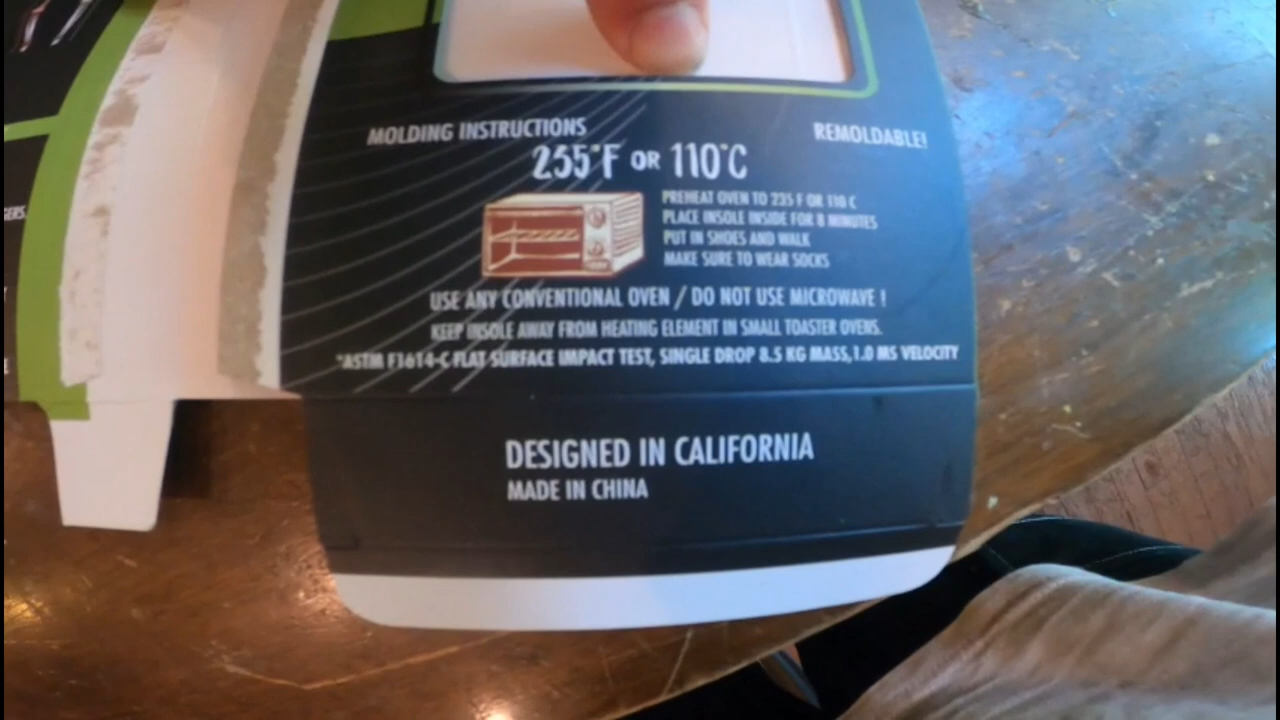 GERS.
MOLDING INSTRUCTIONS
REMOLDABLE!
235°F OR 110°C
PREHEAT OVEN TO 235 F OR 110 C
PLACE INSOLE INSIDE FOR 8 MINUTES
PUT IN SHOES AND WALK
MAKE SURE TO WEAR SOCKS
USE ANY CONVENTIONAL OVEN / DO NOT USE MICROWAVE !
KEEP INSOLE AWAY FROM HEATING ELEMENT IN SMALL TOASTER OVENS.
*ASTM F1614-C FLAT SURFACE IMPACT TEST, SINGLE DROP 8.5 KG MASS,1.0 MS VELOCITY
DESIGNED IN CALIFORNIA
MADE IN CHINA